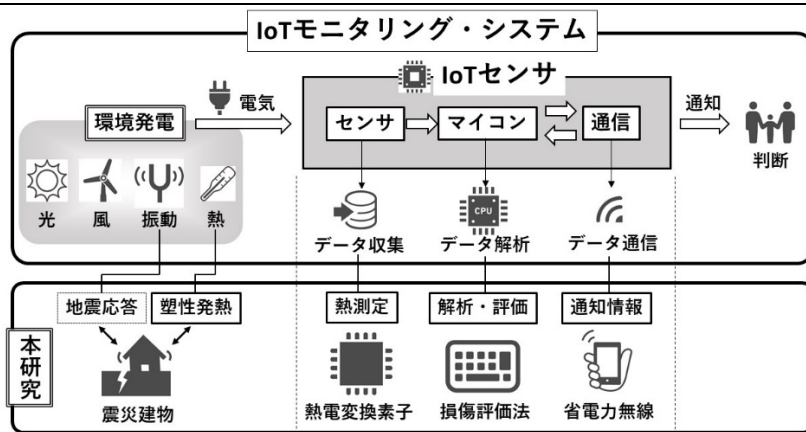 IoTモニタリング・システム
IoTセンサ
電気
通知
環境発電
センサ
マイコン
通信
判断
光
風
振動
熱
CPU
データ収集
データ解析
データ通信
地震応答
塑性発熱
熱測定
解析・評価
通知情報
本研究
震災建物
熱電変換素子
損傷評価法
省電力無線